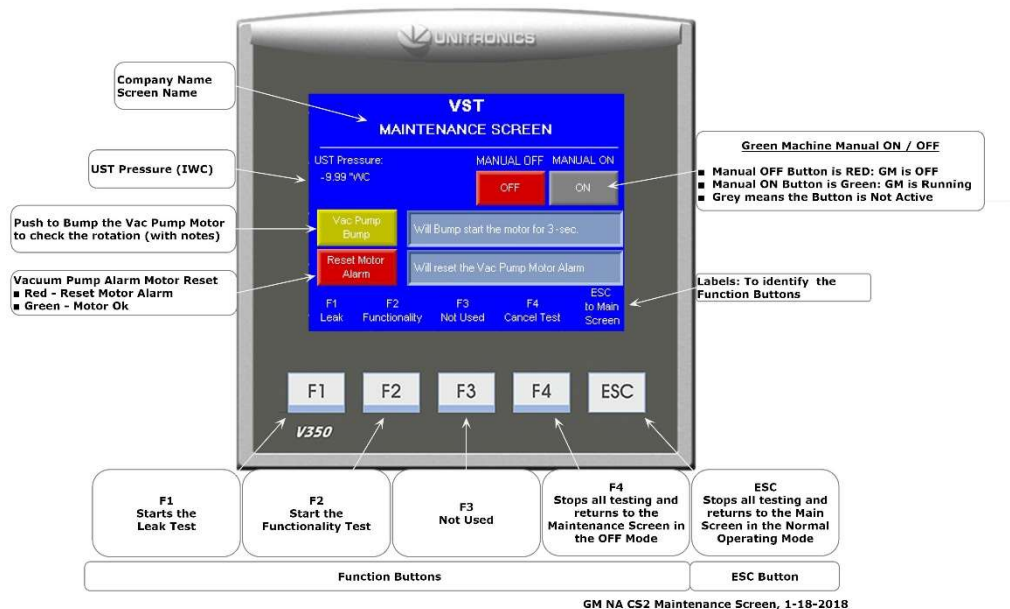 UNITRONICS
Company Name
Screen Name
VST
MAINTENANCE SCREEN
UST Pressure (IWC)
UST Pressure:
-9.99 "WC
MANUAL OFF
MANUAL ON
OFF
ON
Green Machine Manual ON / OFF
■ Manual OFF Button is RED: GM is OFF
■ Manual ON Button is Green: GM is Running
■ Grey means the Button is Not Active
Push to Bump the Vac Pump Motor
to check the rotation (with notes)
Vac Pump
Bump
Will Bump start the motor for 3-sec.
Vacuum Pump Alarm Motor Reset
■ Red - Reset Motor Alarm
■ Green - Motor Ok
Reset Motor
Alarm
Will reset the Vac Pump Motor Alarm
Labels: To identify the
Function Buttons
F1
Leak
F2
Functionality
F3
Not Used
F4
Cancel Test
ESC
to Main
Screen
F1
F2
F3
F4
ESC
V350
F1
Starts the
Leak Test
F2
Start the
Functionality Test
F3
Not Used
F4
Stops all testing and
returns to the
Maintenance Screen in
the OFF Mode
ESC
Stops all testing and
returns to the Main
Screen in the Normal
Operating Mode
Function Buttons
ESC Button
GM NA CS2 Maintenance Screen, 1-18-2018